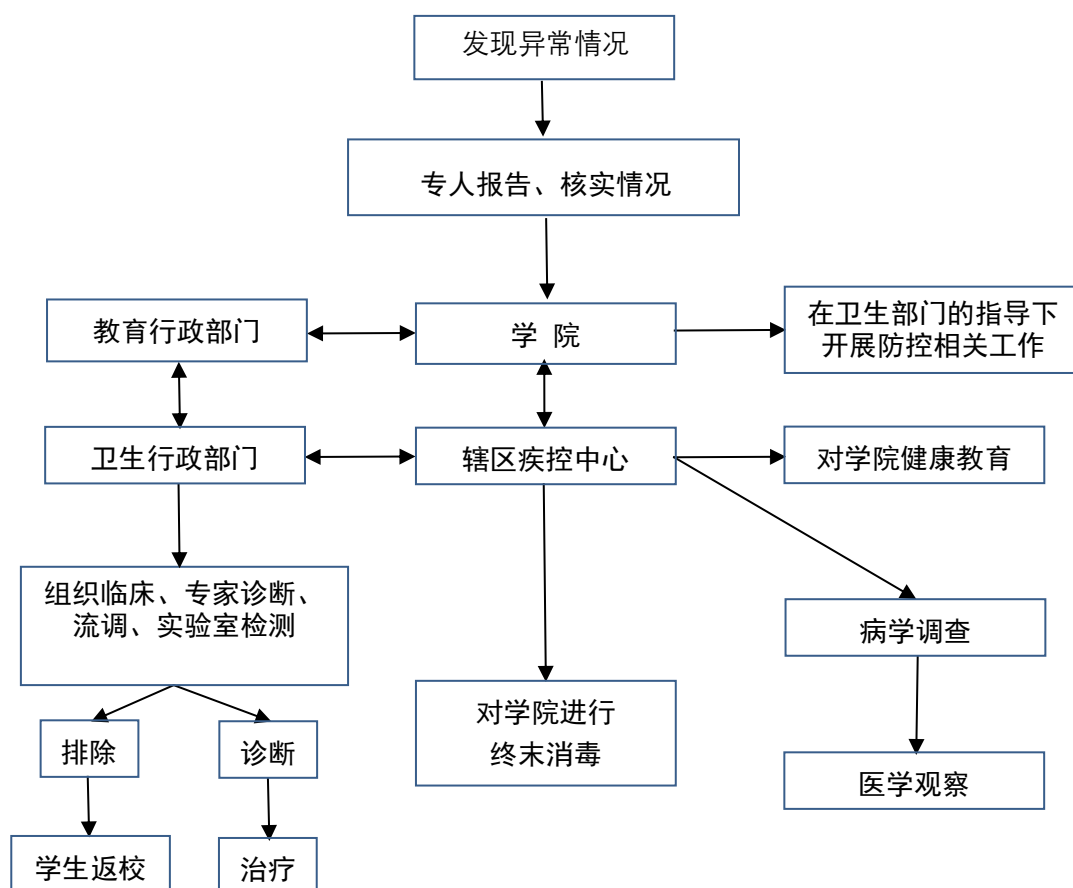 发现异常情况
专人报告、核实情况
教育行政部门
学 院
在卫生部门的指导下
开展防控相关工作
卫生行政部门
辖区疾控中心
对学院健康教育
组织临床、专家诊断、
流调、实验室检测
病学调查
对学院进行
终末消毒
排除
诊断
医学观察
学生返校
治疗